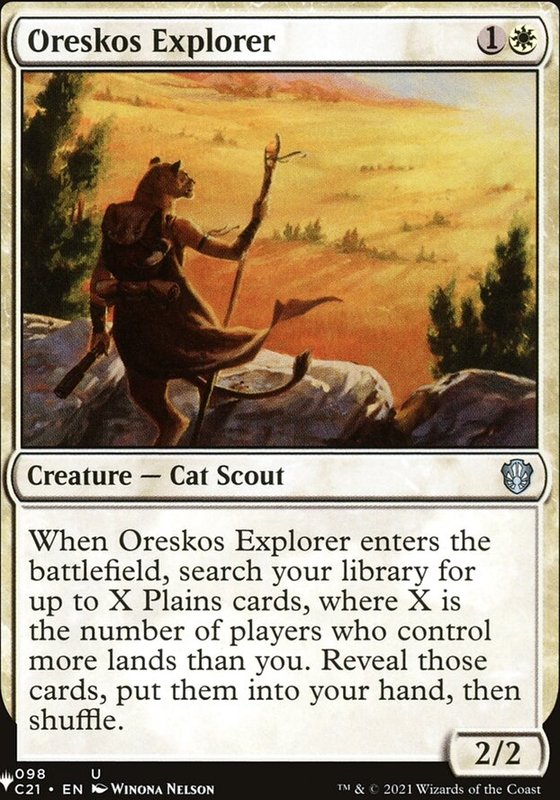 Oreskos Explorer 1
Creature — Cat Scout
When Oreskos Explorer enters the
battlefield, search your library for
up to X Plains cards, where X is
the number of players who control
more lands than you. Reveal those
cards, put them into your hand, then
shuffle.
2/2
098 U
C21 • EN Winona Nelson ™ & © 2021 Wizards of the Coast